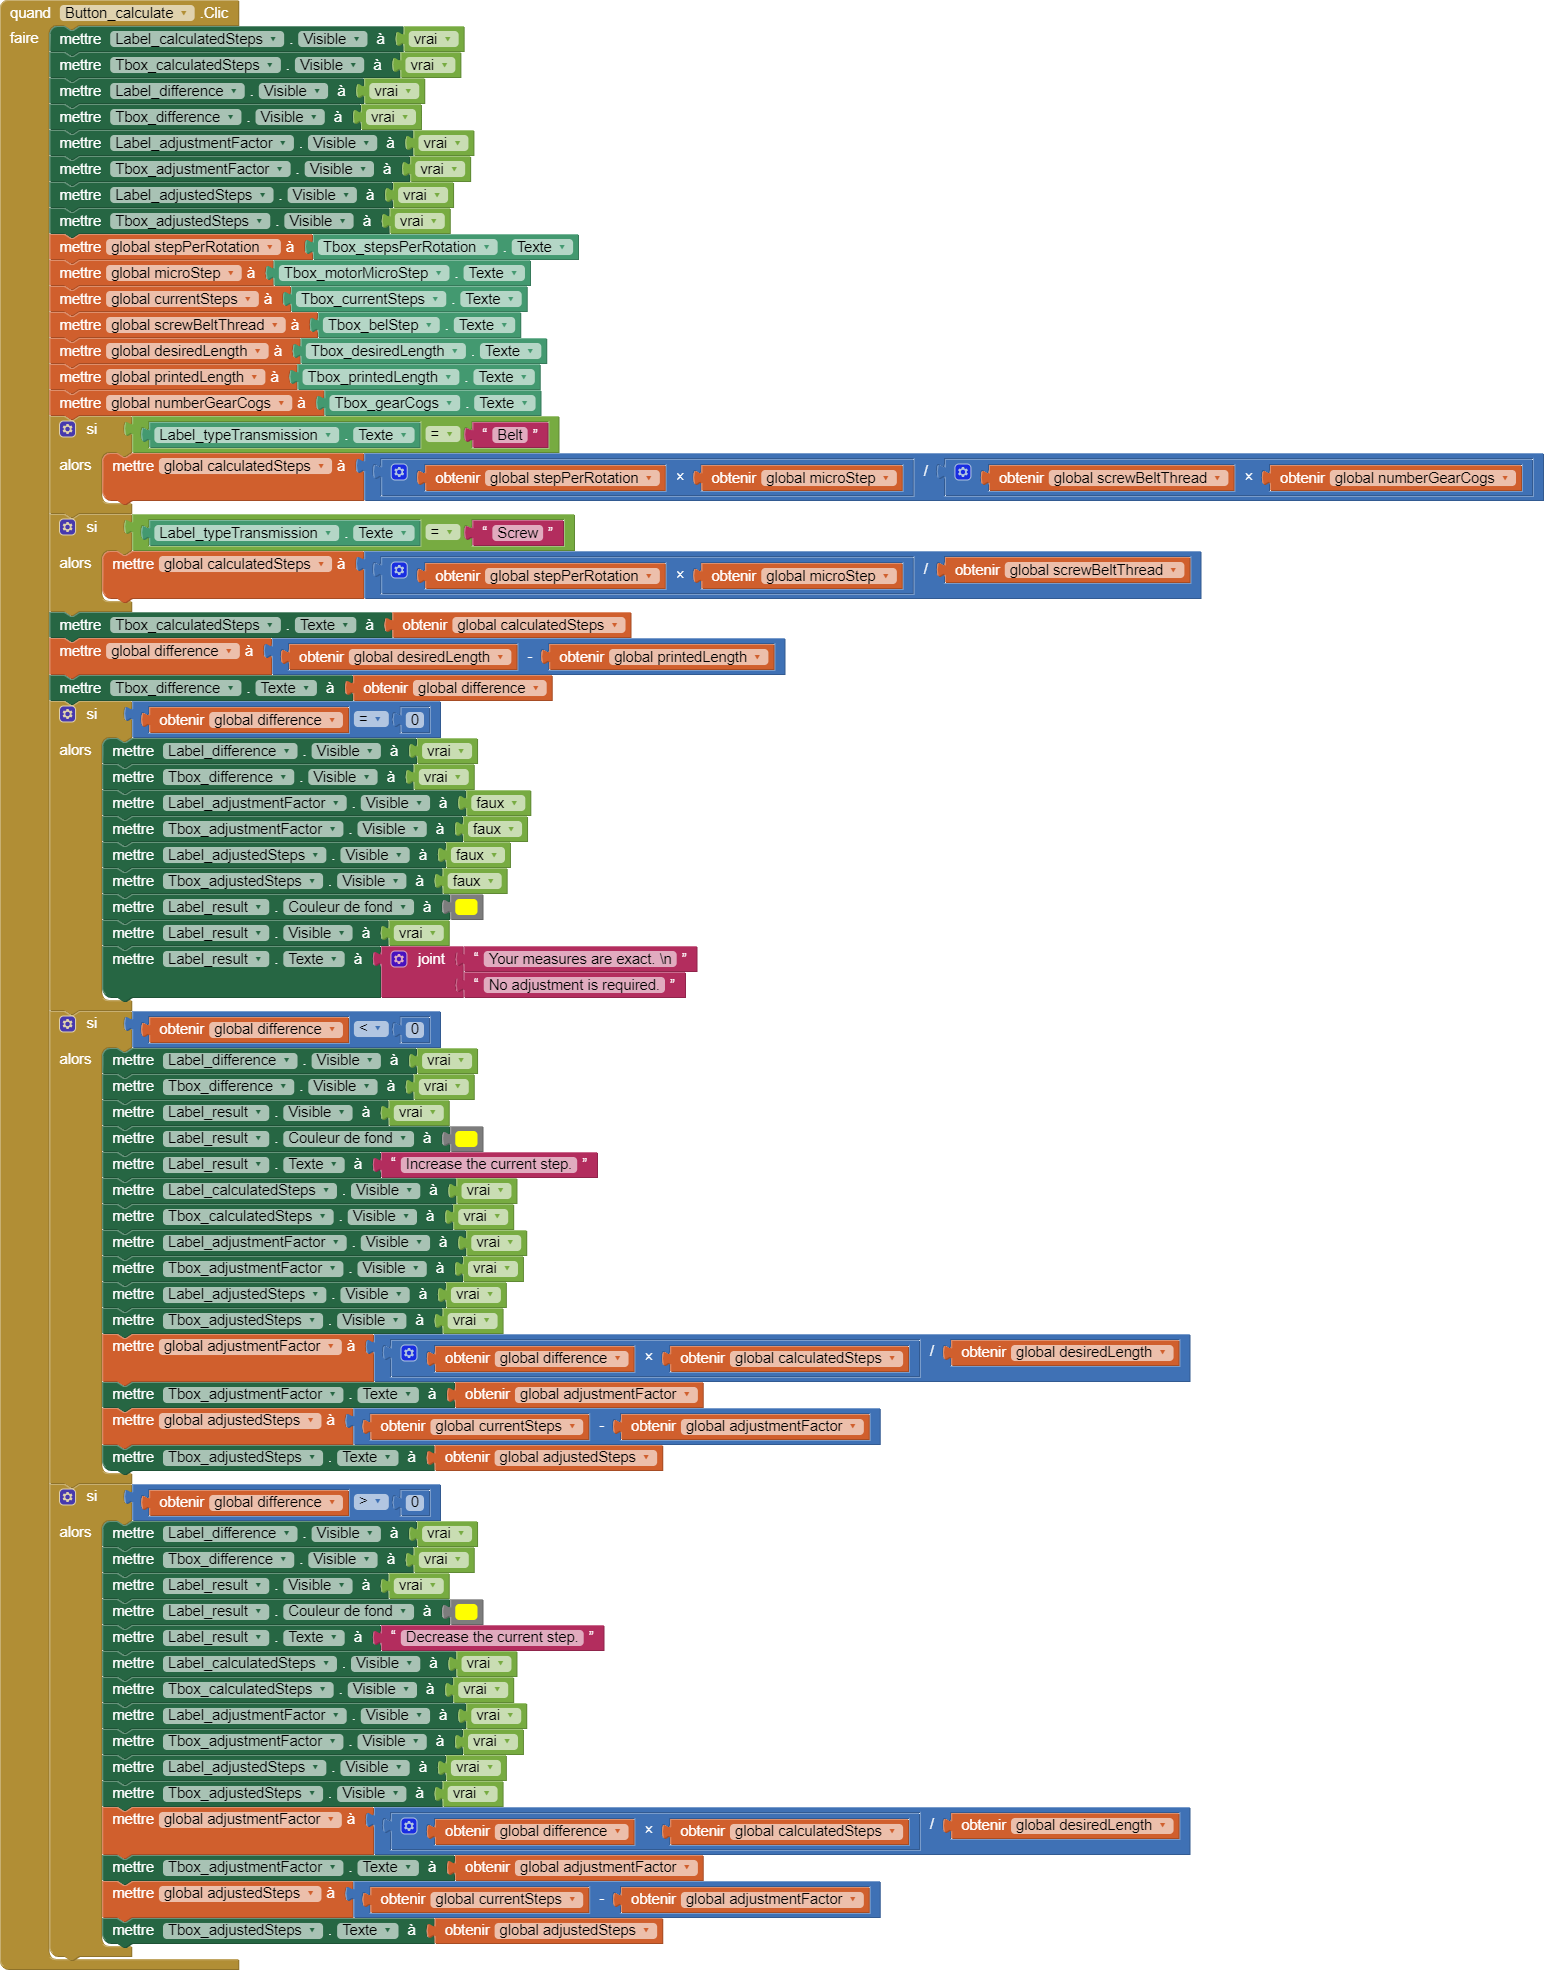 quand Button_calculate .Clic
faire mettre Label_calculatedSteps . Visible à vrai
mettre Tbox_calculatedSteps . Visible à vrai
mettre Label_difference . Visible à vrai
mettre Tbox_difference . Visible à vrai
mettre Label_adjustmentFactor . Visible à vrai
mettre Tbox_adjustmentFactor . Visible à vrai
mettre Label_adjustedSteps . Visible à vrai
mettre Tbox_adjustedSteps . Visible à vrai
mettre global stepPerRotation à Tbox_stepsPerRotation . Texte
mettre global microStep à Tbox_motorMicroStep . Texte
mettre global currentSteps à Tbox_currentSteps . Texte
mettre global screwBeltThread à Tbox_belStep . Texte
mettre global desiredLength à Tbox_desiredLength . Texte
mettre global printedLength à Tbox_printedLength . Texte
mettre global numberGearCogs à Tbox_gearCogs . Texte
si Label_typeTransmission . Texte = “ Belt ”
alors mettre global calculatedSteps à obtenir global stepPerRotation × obtenir global microStep / obtenir global screwBeltThread × obtenir global numberGearCogs
si Label_typeTransmission . Texte = “ Screw ”
alors mettre global calculatedSteps à obtenir global stepPerRotation × obtenir global microStep / obtenir global screwBeltThread
mettre Tbox_calculatedSteps . Texte à obtenir global calculatedSteps
mettre global difference à obtenir global desiredLength - obtenir global printedLength
mettre Tbox_difference . Texte à obtenir global difference
si obtenir global difference = 0
alors mettre Label_difference . Visible à vrai
mettre Tbox_difference . Visible à vrai
mettre Label_adjustmentFactor . Visible à faux
mettre Tbox_adjustmentFactor . Visible à faux
mettre Label_adjustedSteps . Visible à faux
mettre Tbox_adjustedSteps . Visible à faux
mettre Label_result . Couleur de fond à
mettre Label_result . Visible à vrai
mettre Label_result . Texte à joint “ Your measures are exact. \n ”
“ No adjustment is required. ”
si obtenir global difference < 0
alors mettre Label_difference . Visible à vrai
mettre Tbox_difference . Visible à vrai
mettre Label_result . Visible à vrai
mettre Label_result . Couleur de fond à
mettre Label_result . Texte à “ Increase the current step. ”
mettre Label_calculatedSteps . Visible à vrai
mettre Tbox_calculatedSteps . Visible à vrai
mettre Label_adjustmentFactor . Visible à vrai
mettre Tbox_adjustmentFactor . Visible à vrai
mettre Label_adjustedSteps . Visible à vrai
mettre Tbox_adjustedSteps . Visible à vrai
mettre global adjustmentFactor à obtenir global difference × obtenir global calculatedSteps / obtenir global desiredLength
mettre Tbox_adjustmentFactor . Texte à obtenir global adjustmentFactor
mettre global adjustedSteps à obtenir global currentSteps - obtenir global adjustmentFactor
mettre Tbox_adjustedSteps . Texte à obtenir global adjustedSteps
si obtenir global difference > 0
alors mettre Label_difference . Visible à vrai
mettre Tbox_difference . Visible à vrai
mettre Label_result . Visible à vrai
mettre Label_result . Couleur de fond à
mettre Label_result . Texte à “ Decrease the current step. ”
mettre Label_calculatedSteps . Visible à vrai
mettre Tbox_calculatedSteps . Visible à vrai
mettre Label_adjustmentFactor . Visible à vrai
mettre Tbox_adjustmentFactor . Visible à vrai
mettre Label_adjustedSteps . Visible à vrai
mettre Tbox_adjustedSteps . Visible à vrai
mettre global adjustmentFactor à obtenir global difference × obtenir global calculatedSteps / obtenir global desiredLength
mettre Tbox_adjustmentFactor . Texte à obtenir global adjustmentFactor
mettre global adjustedSteps à obtenir global currentSteps - obtenir global adjustmentFactor
mettre Tbox_adjustedSteps . Texte à obtenir global adjustedSteps